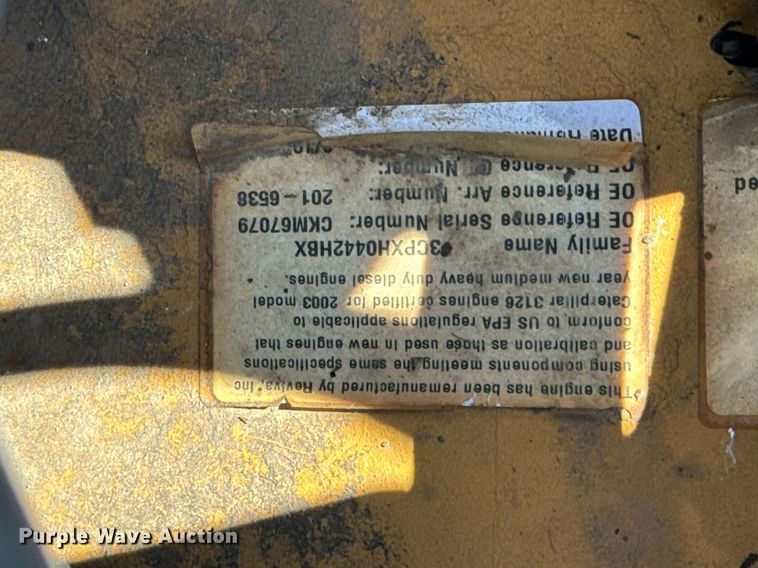 This engine has been remanufactured by Reviva, Inc
using components meeting the same specifications
and calibration as those used in new engines that
conform to US EPA regulations applicable to
Caterpillar 3126 engines certified for 2003 model
year new medium heavy duty diesel engines.
Family Name 3CPXH0442HBX
OE Reference Serial Number: CKM67079
OE Reference Arr. Number: 201-6538
OE Reference Number:
Date
Purple Wave Auction